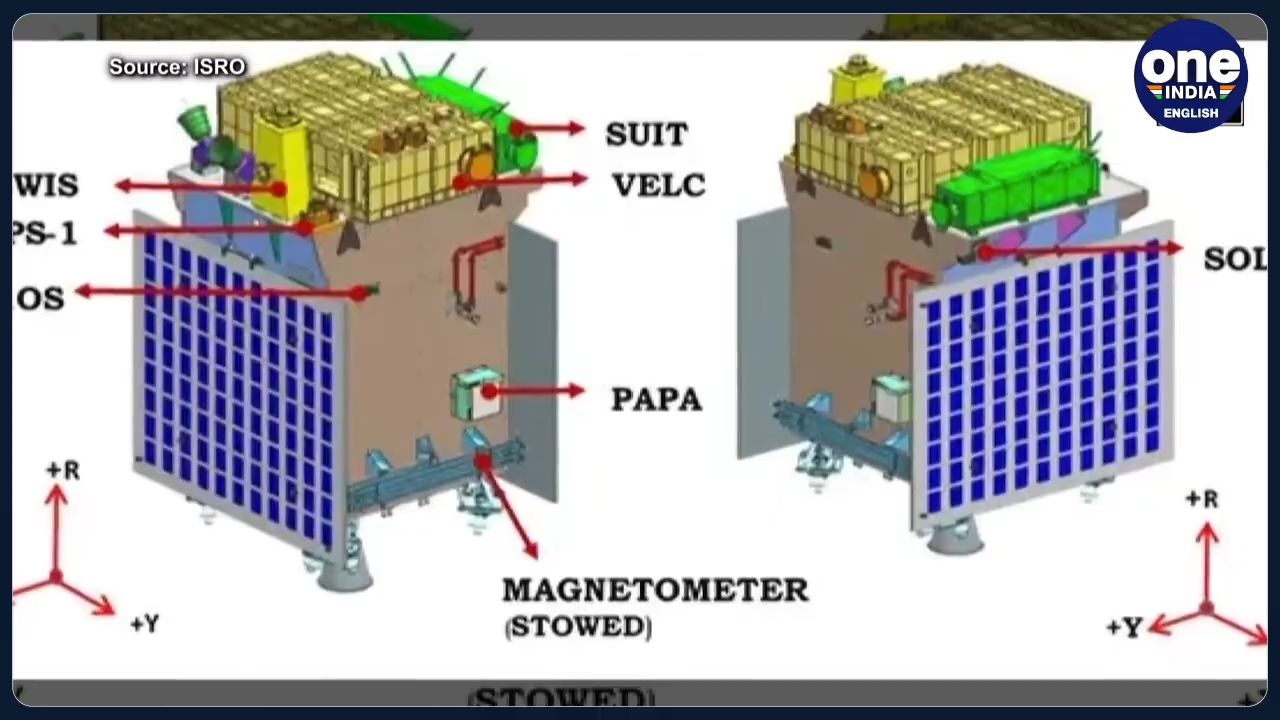 Source: ISRO
one
INDIA
ENGLISH
SUIT
VELC
WIS
PS-1
OS
SOL
PAPA
+R
+Y
MAGNETOMETER
(STOWED)
+R
+Y
(STOWED)